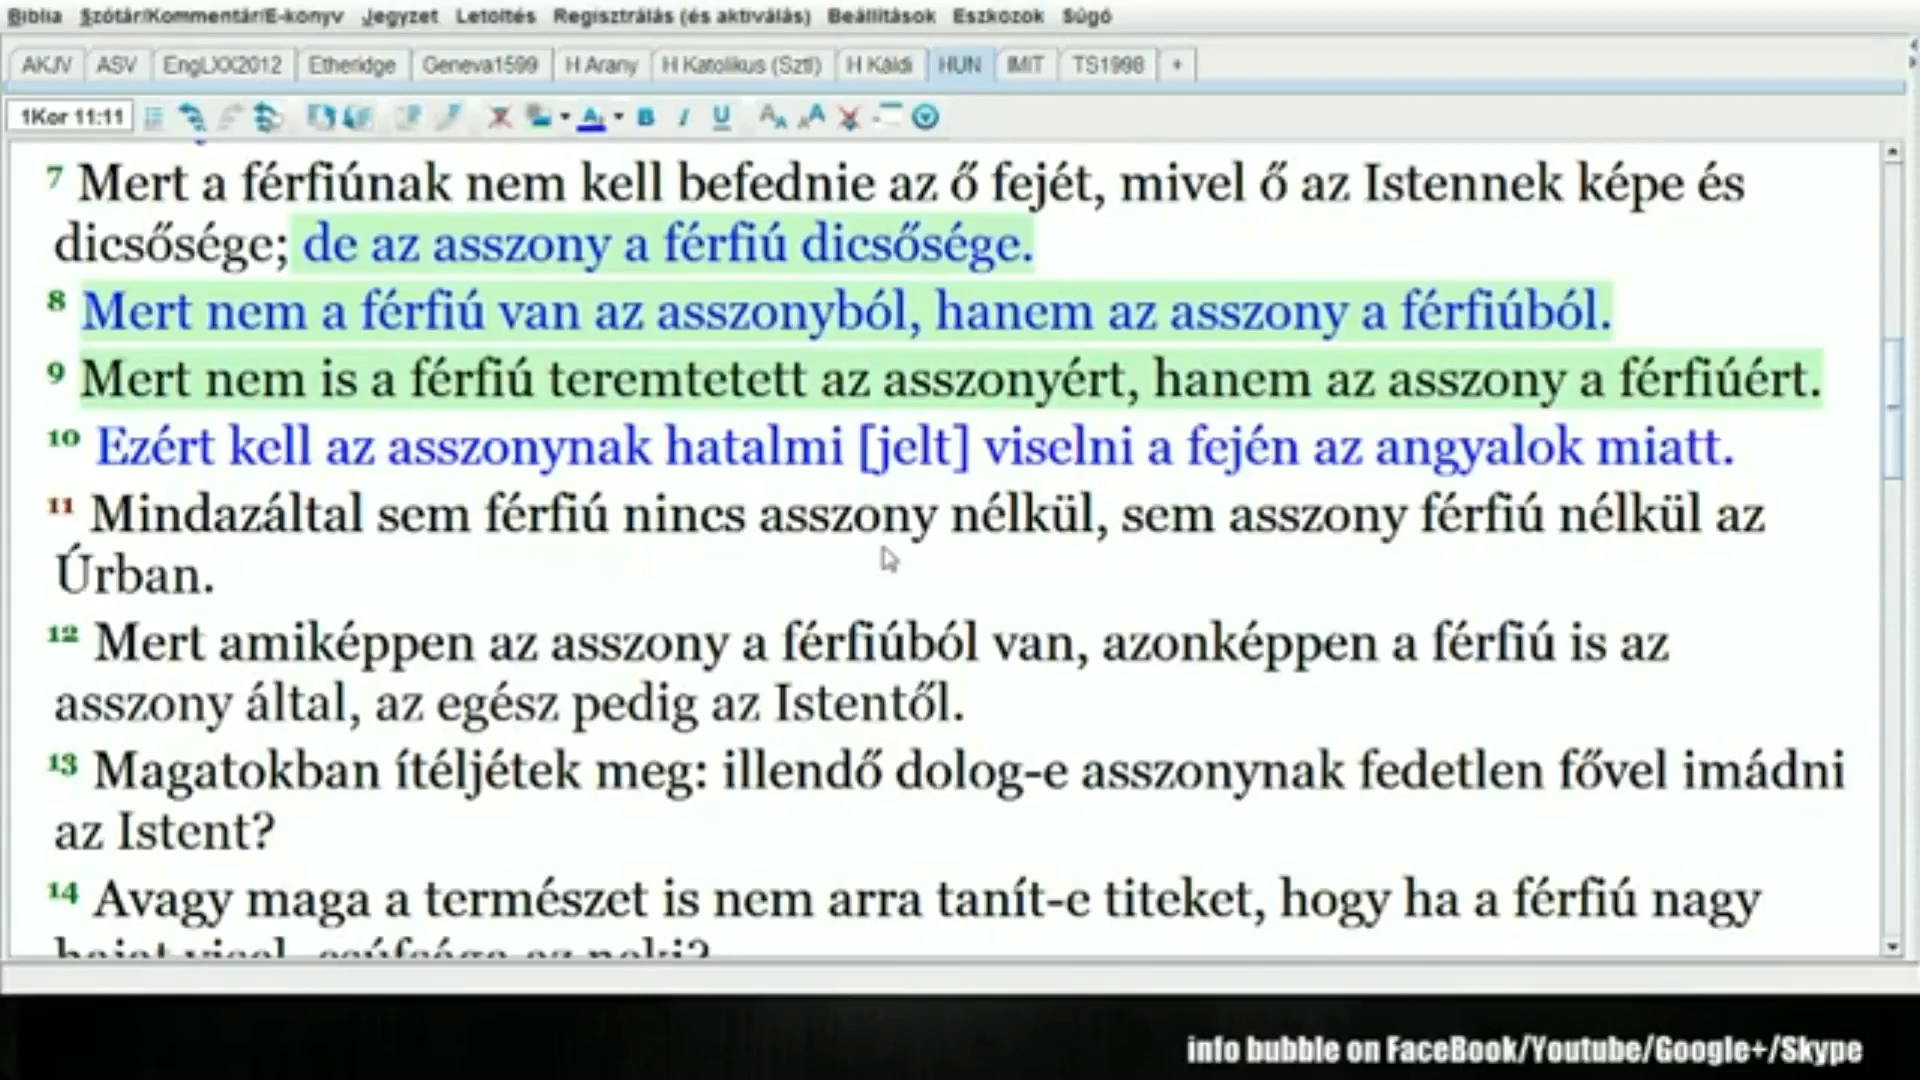 Biblia Szótár/Kommentár/E-könyv Jegyzet Letöltés Regisztrálás (és aktiválás) Beállítások Eszkozok Súgó
AKJV ASV EngLXX2012 Etheridge Geneva1599 H Arany H Katolikus (SztI) H Káldi HUN IMIT TS1998 +
1Kor 11:11
7 Mert a férfiúnak nem kell befednie az ő fejét, mivel ő az Istennek képe és
dicsősége; de az asszony a férfiú dicsősége.
8 Mert nem a férfiú van az asszonyból, hanem az asszony a férfiúból.
9 Mert nem is a férfiú teremtetett az asszonyért, hanem az asszony a férfiúért.
10 Ezért kell az asszonynak hatalmi [jelt] viselni a fején az angyalok miatt.
11 Mindazáltal sem férfiú nincs asszony nélkül, sem asszony férfiú nélkül az
Úrban.
12 Mert amiképpen az asszony a férfiúból van, azonképpen a férfiú is az
asszony által, az egész pedig az Istentől.
13 Magatokban ítéljétek meg: illendő dolog-e asszonynak fedetlen fővel imádni
az Istent?
14 Avagy maga a természet is nem arra tanít-e titeket, hogy ha a férfiú nagy
hajat visel, csúfsága az neki?
info bubble on FaceBook/Youtube/Google+/Skype